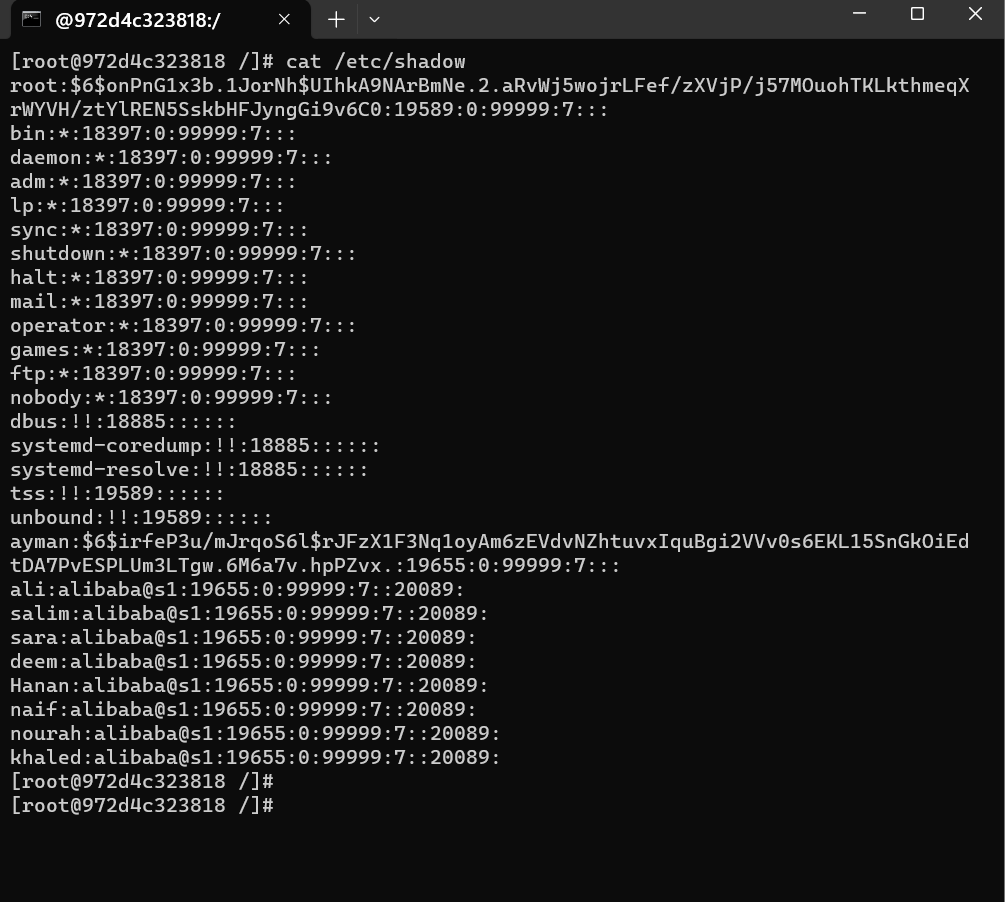 @972d4c323818:/
[root@972d4c323818 /]# cat /etc/shadow
root:$6$onPnG1x3b.1JorNh$UIhkA9NArBmNe.2.aRvWj5wojrLFef/zXVjP/j57MOuohTKLkthmeqX
rWYVH/ztYlREN5SskbHFJyngGi9v6C0:19589:0:99999:7:::
bin:*:18397:0:99999:7:::
daemon:*:18397:0:99999:7:::
adm:*:18397:0:99999:7:::
lp:*:18397:0:99999:7:::
sync:*:18397:0:99999:7:::
shutdown:*:18397:0:99999:7:::
halt:*:18397:0:99999:7:::
mail:*:18397:0:99999:7:::
operator:*:18397:0:99999:7:::
games:*:18397:0:99999:7:::
ftp:*:18397:0:99999:7:::
nobody:*:18397:0:99999:7:::
dbus:!!:18885::::::
systemd-coredump:!!:18885::::::
systemd-resolve:!!:18885::::::
tss:!!:19589::::::
unbound:!!:19589::::::
ayman:$6$irfeP3u/mJrqoS6l$rJFzX1F3Nq1oyAm6zEVdvNZhtuvxIquBgi2VVv0s6EKL15SnGkOiEd
tDA7PvESPLUm3LTgw.6M6a7v.hpPZvx.:19655:0:99999:7:::
ali:alibaba@s1:19655:0:99999:7::20089:
salim:alibaba@s1:19655:0:99999:7::20089:
sara:alibaba@s1:19655:0:99999:7::20089:
deem:alibaba@s1:19655:0:99999:7::20089:
Hanan:alibaba@s1:19655:0:99999:7::20089:
naif:alibaba@s1:19655:0:99999:7::20089:
nourah:alibaba@s1:19655:0:99999:7::20089:
khaled:alibaba@s1:19655:0:99999:7::20089:
[root@972d4c323818 /]#
[root@972d4c323818 /]#